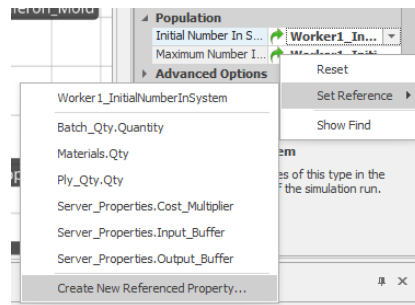 Population
Initial Number In S... Worker1_In...
Maximum Number I...
Advanced Options
Reset
Set Reference
Show Find
Worker1_InitialNumberInSystem
Batch_Qty.Quantity
Materials.Qty
Ply_Qty.Qty
Server_Properties.Cost_Multiplier
Server_Properties.Input_Buffer
Server_Properties.Output_Buffer
Create New Referenced Property...
es of this type in the
f the simulation run.